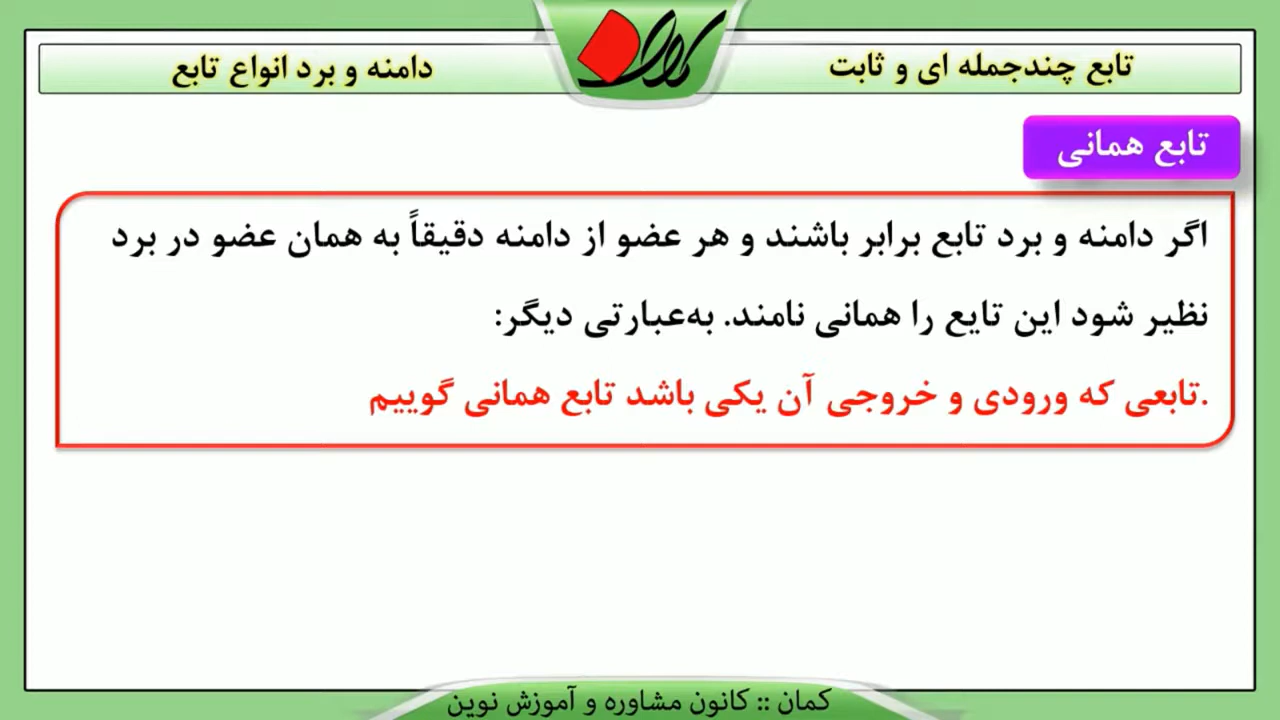 تابع چندجمله ای و ثابت
دامنه و برد انواع تابع
تابع همانی
اگر دامنه و برد تابع برابر باشند و هر عضو از دامنه دقیقاً به همان عضو در برد
نظیر شود این تایع را همانی نامند. به‌عبارتی دیگر:
.تابعی که ورودی و خروجی آن یکی باشد تابع همانی گوییم
کمان :: کانون مشاوره و آموزش نوین